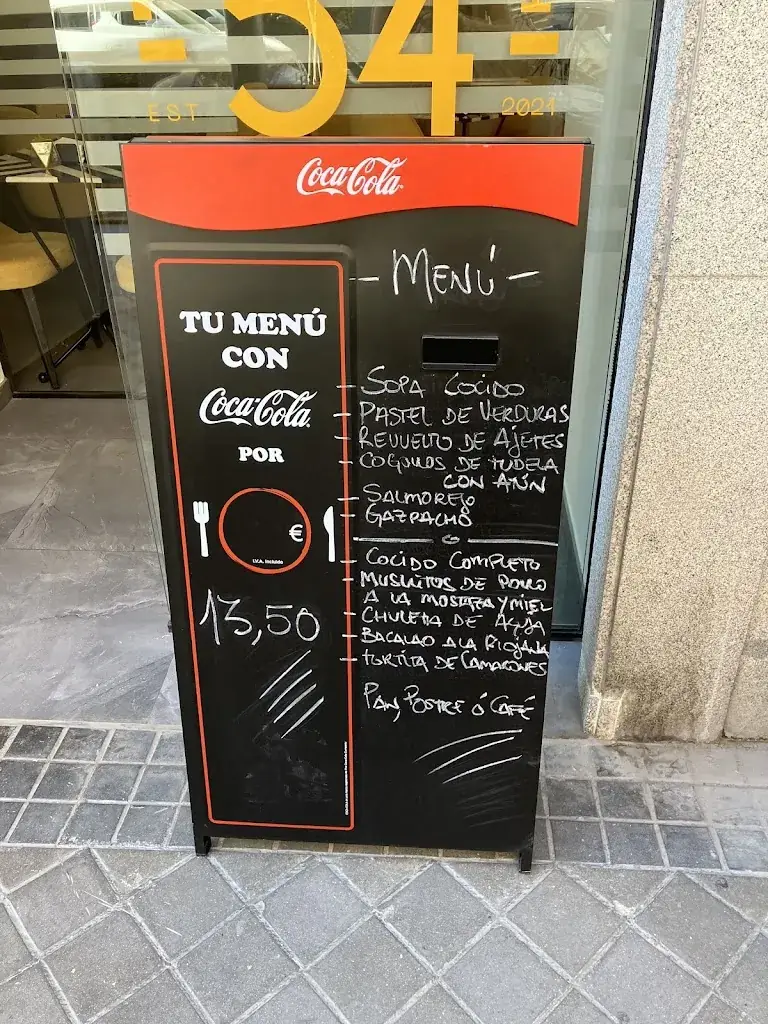 54
EST 2021
Coca-Cola
TU MENÚ
CON
Coca-Cola
POR
€
I.V.A. Incluido
13,50
- MENÚ -
- SOPA COCIDO
- PASTEL DE VERDURAS
- REVUELTO DE AJETES
- COGOLLOS DE TUDELA
CON ATÚN
- SALMOREJO
- GAZPACHO
- COCIDO COMPLETO
- MUSLITOS DE POLLO
A LA MOSTAZA Y MIEL
- CHULETA DE AGUJA
- BACALAO A LA RIOJANA
- TORTITA DE CAMARONES
PAN, POSTRE Ó CAFÉ